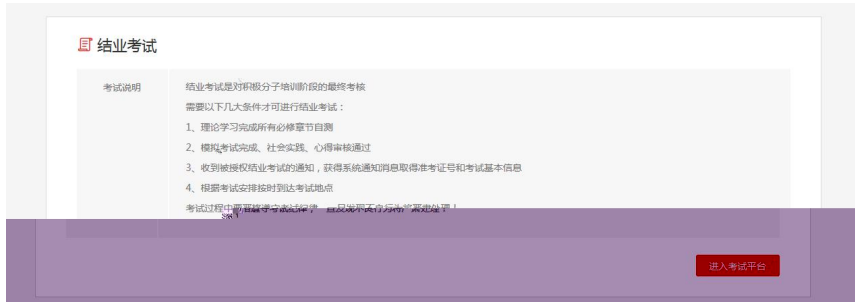 结业考试
考试说明
结业考试是对积极分子培训阶段的最终考核
需要以下几大条件才可进行结业考试：
1、理论学习完成所有必修章节自测
2、模拟考试完成、社会实践、心得审核通过
3、收到被授权结业考试的通知，获得系统通知消息取得准考证号和考试基本信息
4、根据考试安排按时到达考试地点
考试过程中
进入考试平台